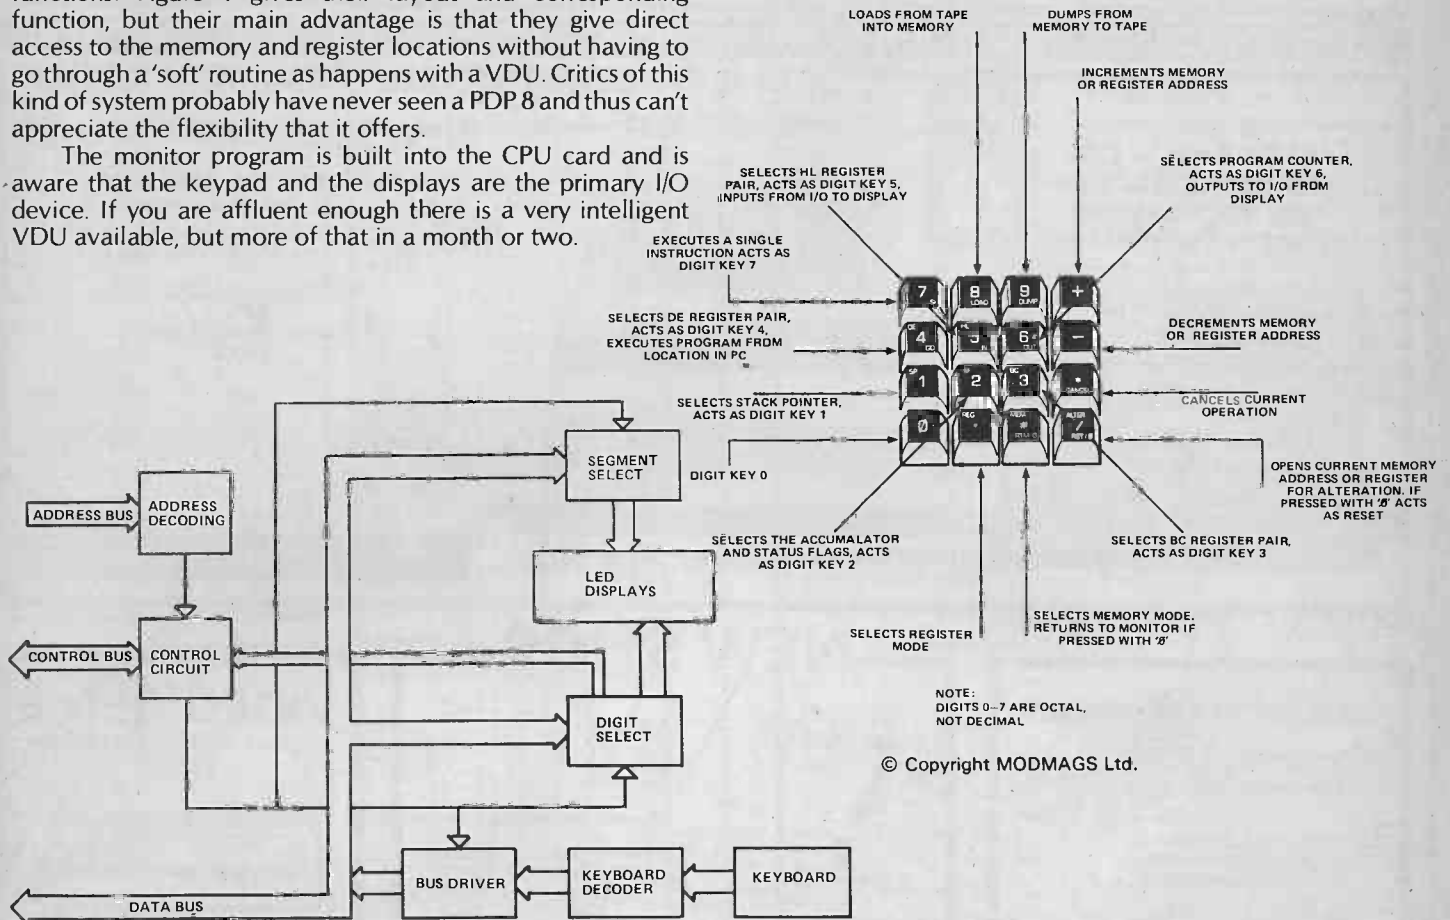 function, but their main advantage is that they give direct
access to the memory and register locations without having to
go through a 'soft' routine as happens with a VDU. Critics of this
kind of system probably have never seen a PDP 8 and thus can't
appreciate the flexibility that it offers.
The monitor program is built into the CPU card and is
aware that the keypad and the displays are the primary I/O
device. If you are affluent enough there is a very intelligent
VDU available, but more of that in a month or two.
LOADS FROM TAPE
INTO MEMORY
DUMPS FROM
MEMORY TO TAPE
INCREMENTS MEMORY
OR REGISTER ADDRESS
SELECTS HL REGISTER
PAIR, ACTS AS DIGIT KEY 5,
INPUTS FROM I/O TO DISPLAY
SELECTS PROGRAM COUNTER,
ACTS AS DIGIT KEY 6,
OUTPUTS TO I/O FROM
DISPLAY
EXECUTES A SINGLE
INSTRUCTION ACTS AS
DIGIT KEY 7
SELECTS DE REGISTER PAIR,
ACTS AS DIGIT KEY 4,
EXECUTES PROGRAM FROM
LOCATION IN PC
DECREMENTS MEMORY
OR REGISTER ADDRESS
SELECTS STACK POINTER,
ACTS AS DIGIT KEY 1
CANCELS CURRENT
OPERATION
DIGIT KEY 0
OPENS CURRENT MEMORY
ADDRESS OR REGISTER
FOR ALTERATION. IF
PRESSED WITH '0' ACTS
AS RESET
SELECTS THE ACCUMALATOR
AND STATUS FLAGS, ACTS
AS DIGIT KEY 2
SELECTS BC REGISTER PAIR,
ACTS AS DIGIT KEY 3
SELECTS REGISTER
MODE
SELECTS MEMORY MODE.
RETURNS TO MONITOR IF
PRESSED WITH '0'
7
8 LOAD
9 DUMP
+
4 GO
5 IN
6 OUT
-
SP 1
2
BC 3
CANCEL
0
REG .
ALTER /
NOTE:
DIGITS 0–7 ARE OCTAL,
NOT DECIMAL
© Copyright MODMAGS Ltd.
SEGMENT
SELECT
ADDRESS BUS
ADDRESS
DECODING
LED
DISPLAYS
CONTROL BUS
CONTROL
CIRCUIT
DIGIT
SELECT
BUS DRIVER
KEYBOARD
DECODER
KEYBOARD
DATA BUS